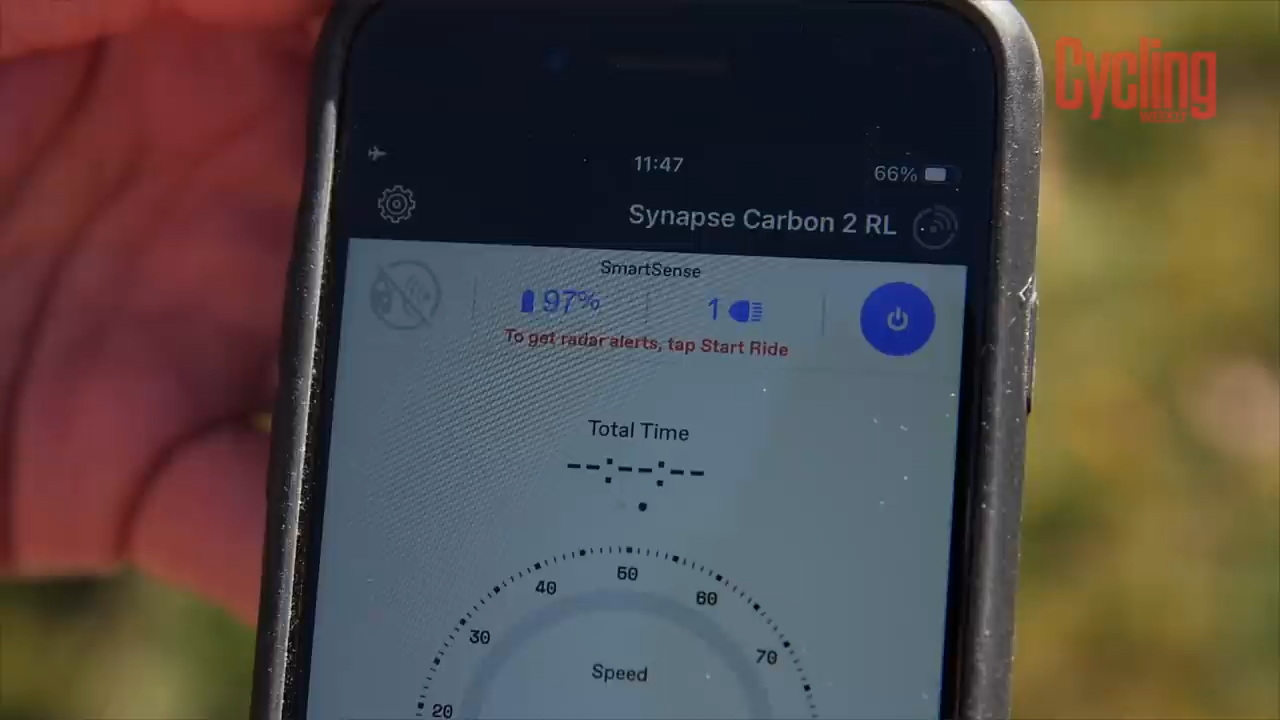 Cycling
WEEKLY
11:47
66%
Synapse Carbon 2 RL
SmartSense
97%
1
To get radar alerts, tap Start Ride
Total Time
--:--:--
50
40
60
30
70
Speed
20